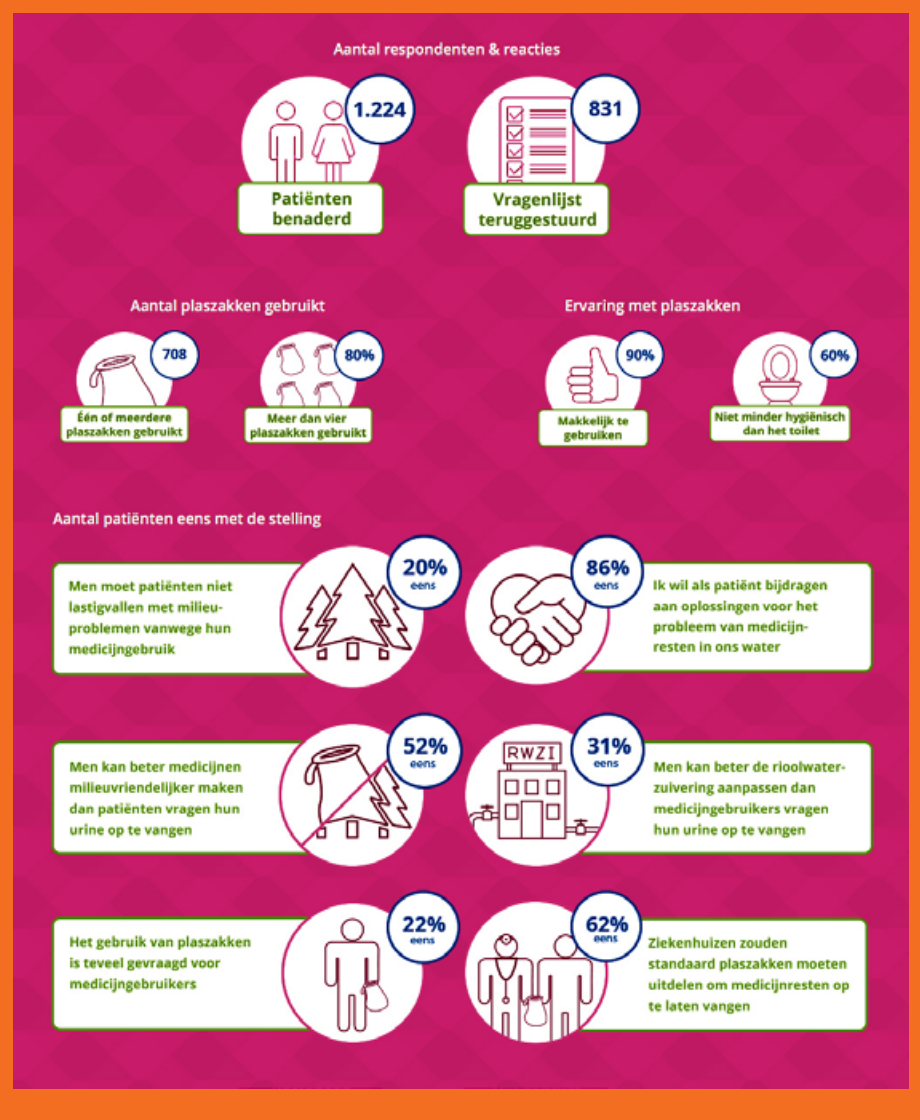 Aantal respondenten & reacties
1.224
831
Patiënten
benaderd
Vragenlijst
teruggestuurd
Aantal plaszakken gebruikt
708
80%
Één of meerdere
plaszakken gebruikt
Meer dan vier
plaszakken gebruikt
Ervaring met plaszakken
90%
60%
Makkelijk te
gebruiken
Niet minder hygiënisch
dan het toilet
Aantal patiënten eens met de stelling
Men moet patiënten niet
lastigvallen met milieu-
problemen vanwege hun
medicijngebruik
20%
eens
86%
eens
Ik wil als patiënt bijdragen
aan oplossingen voor het
probleem van medicijn-
resten in ons water
Men kan beter medicijnen
milieuvriendelijker maken
dan patiënten vragen hun
urine op te vangen
52%
eens
RWZI
31%
eens
Men kan beter de rioolwater-
zuivering aanpassen dan
medicijngebruikers vragen
hun urine op te vangen
Het gebruik van plaszakken
is teveel gevraagd voor
medicijngebruikers
22%
eens
62%
eens
Ziekenhuizen zouden
standaard plaszakken moeten
uitdelen om medicijnresten op
te laten vangen